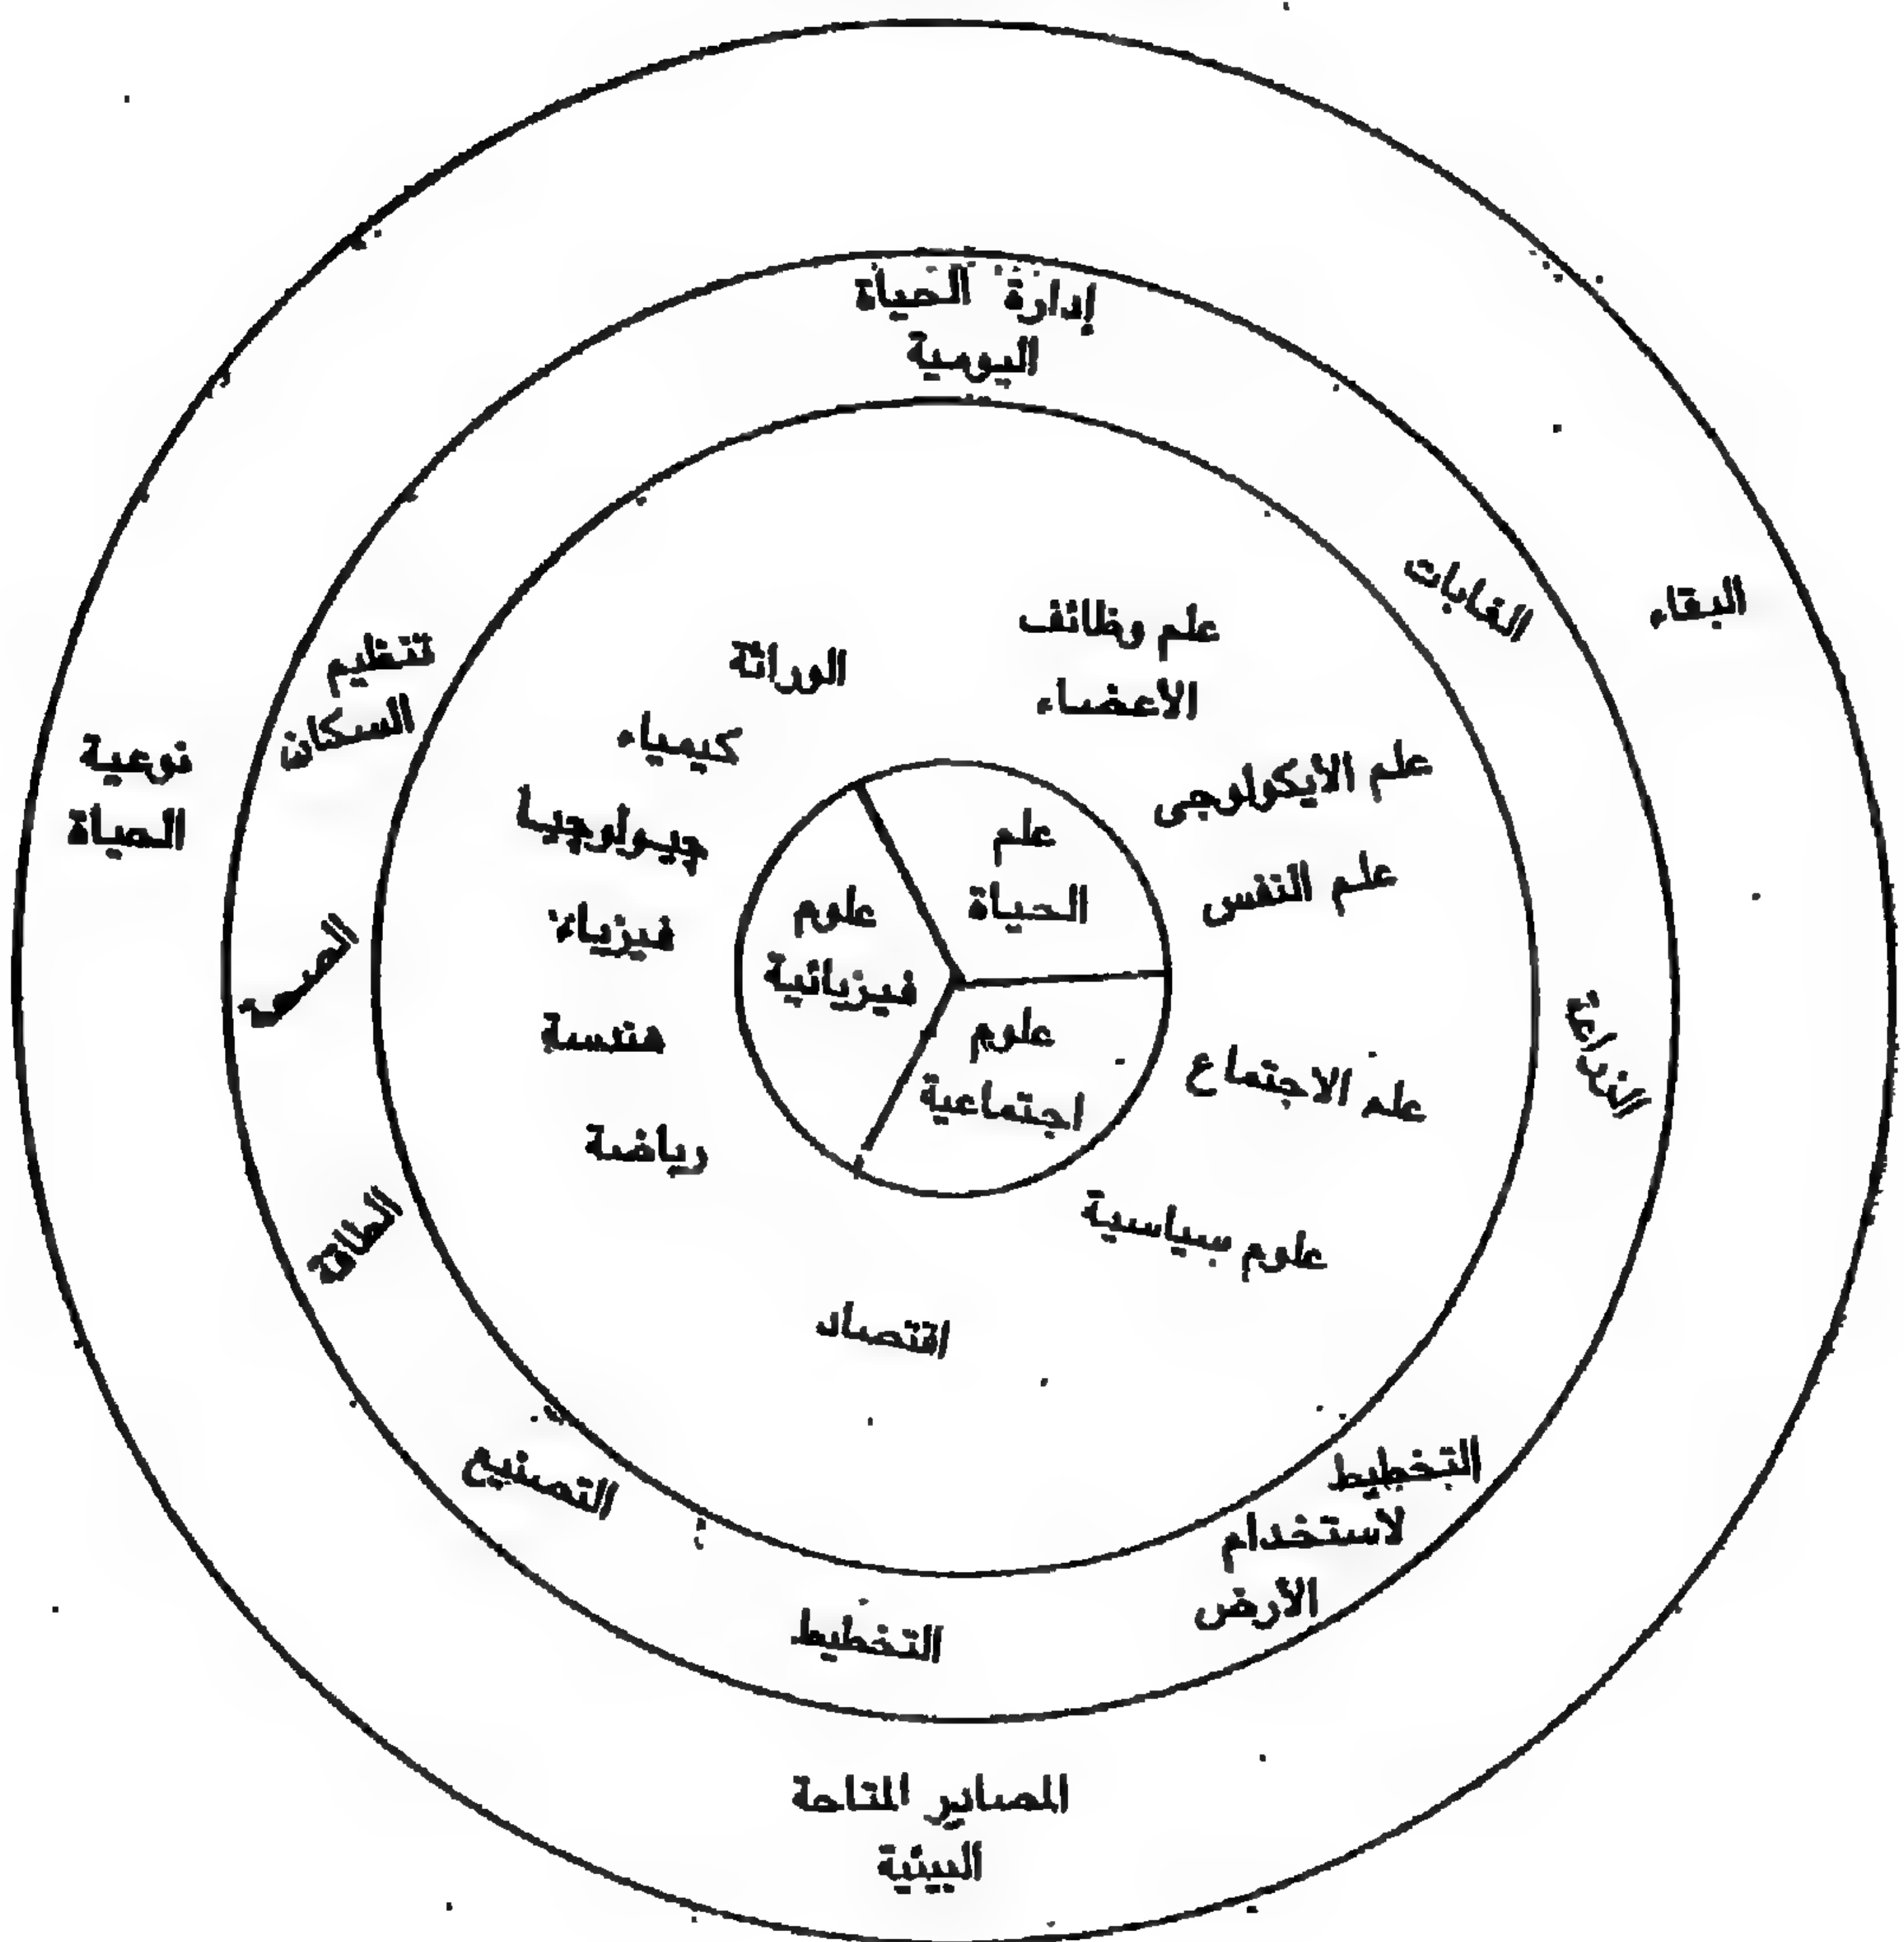 إدارة الحياة
اليومية
الغابات
البقاء
تنظيم
السكان
نوعية
الحياة
علم وظائف
الاعضاء
الوراثة
كيمياء
علم الايكولوجى
جيولوجيا
علم النفس
فيزياء
علم
الحياة
علوم
فيزيائية
علوم
اجتماعية
هندسة
علم الاجتماع
رياضة
علوم سياسية
اقتصاد
الزراعة
الطاقة
التصنيع
التخطيط
لاستخدام
الأرض
التخطيط
المصادر المتاحة
البيئية